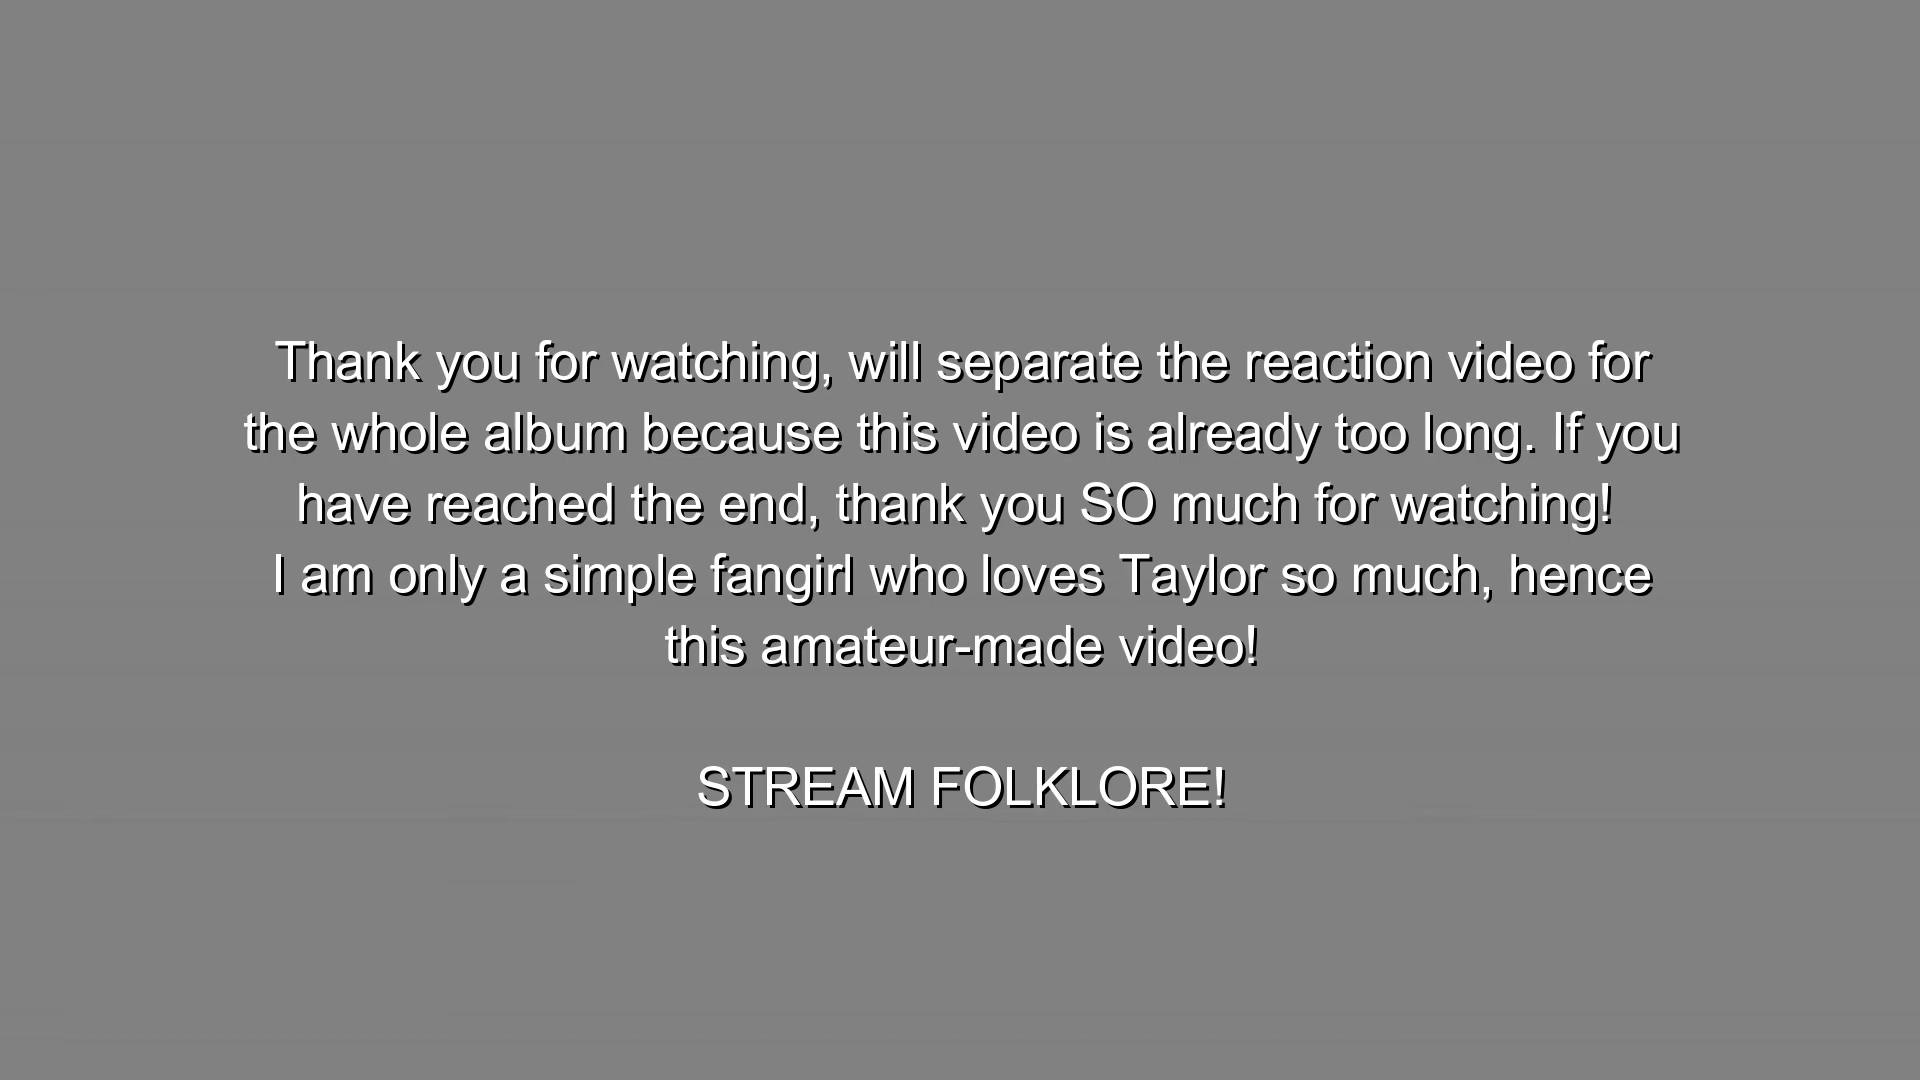 Thank you for watching, will separate the reaction video for
the whole album because this video is already too long. If you
have reached the end, thank you SO much for watching!
I am only a simple fangirl who loves Taylor so much, hence
this amateur-made video!
STREAM FOLKLORE!